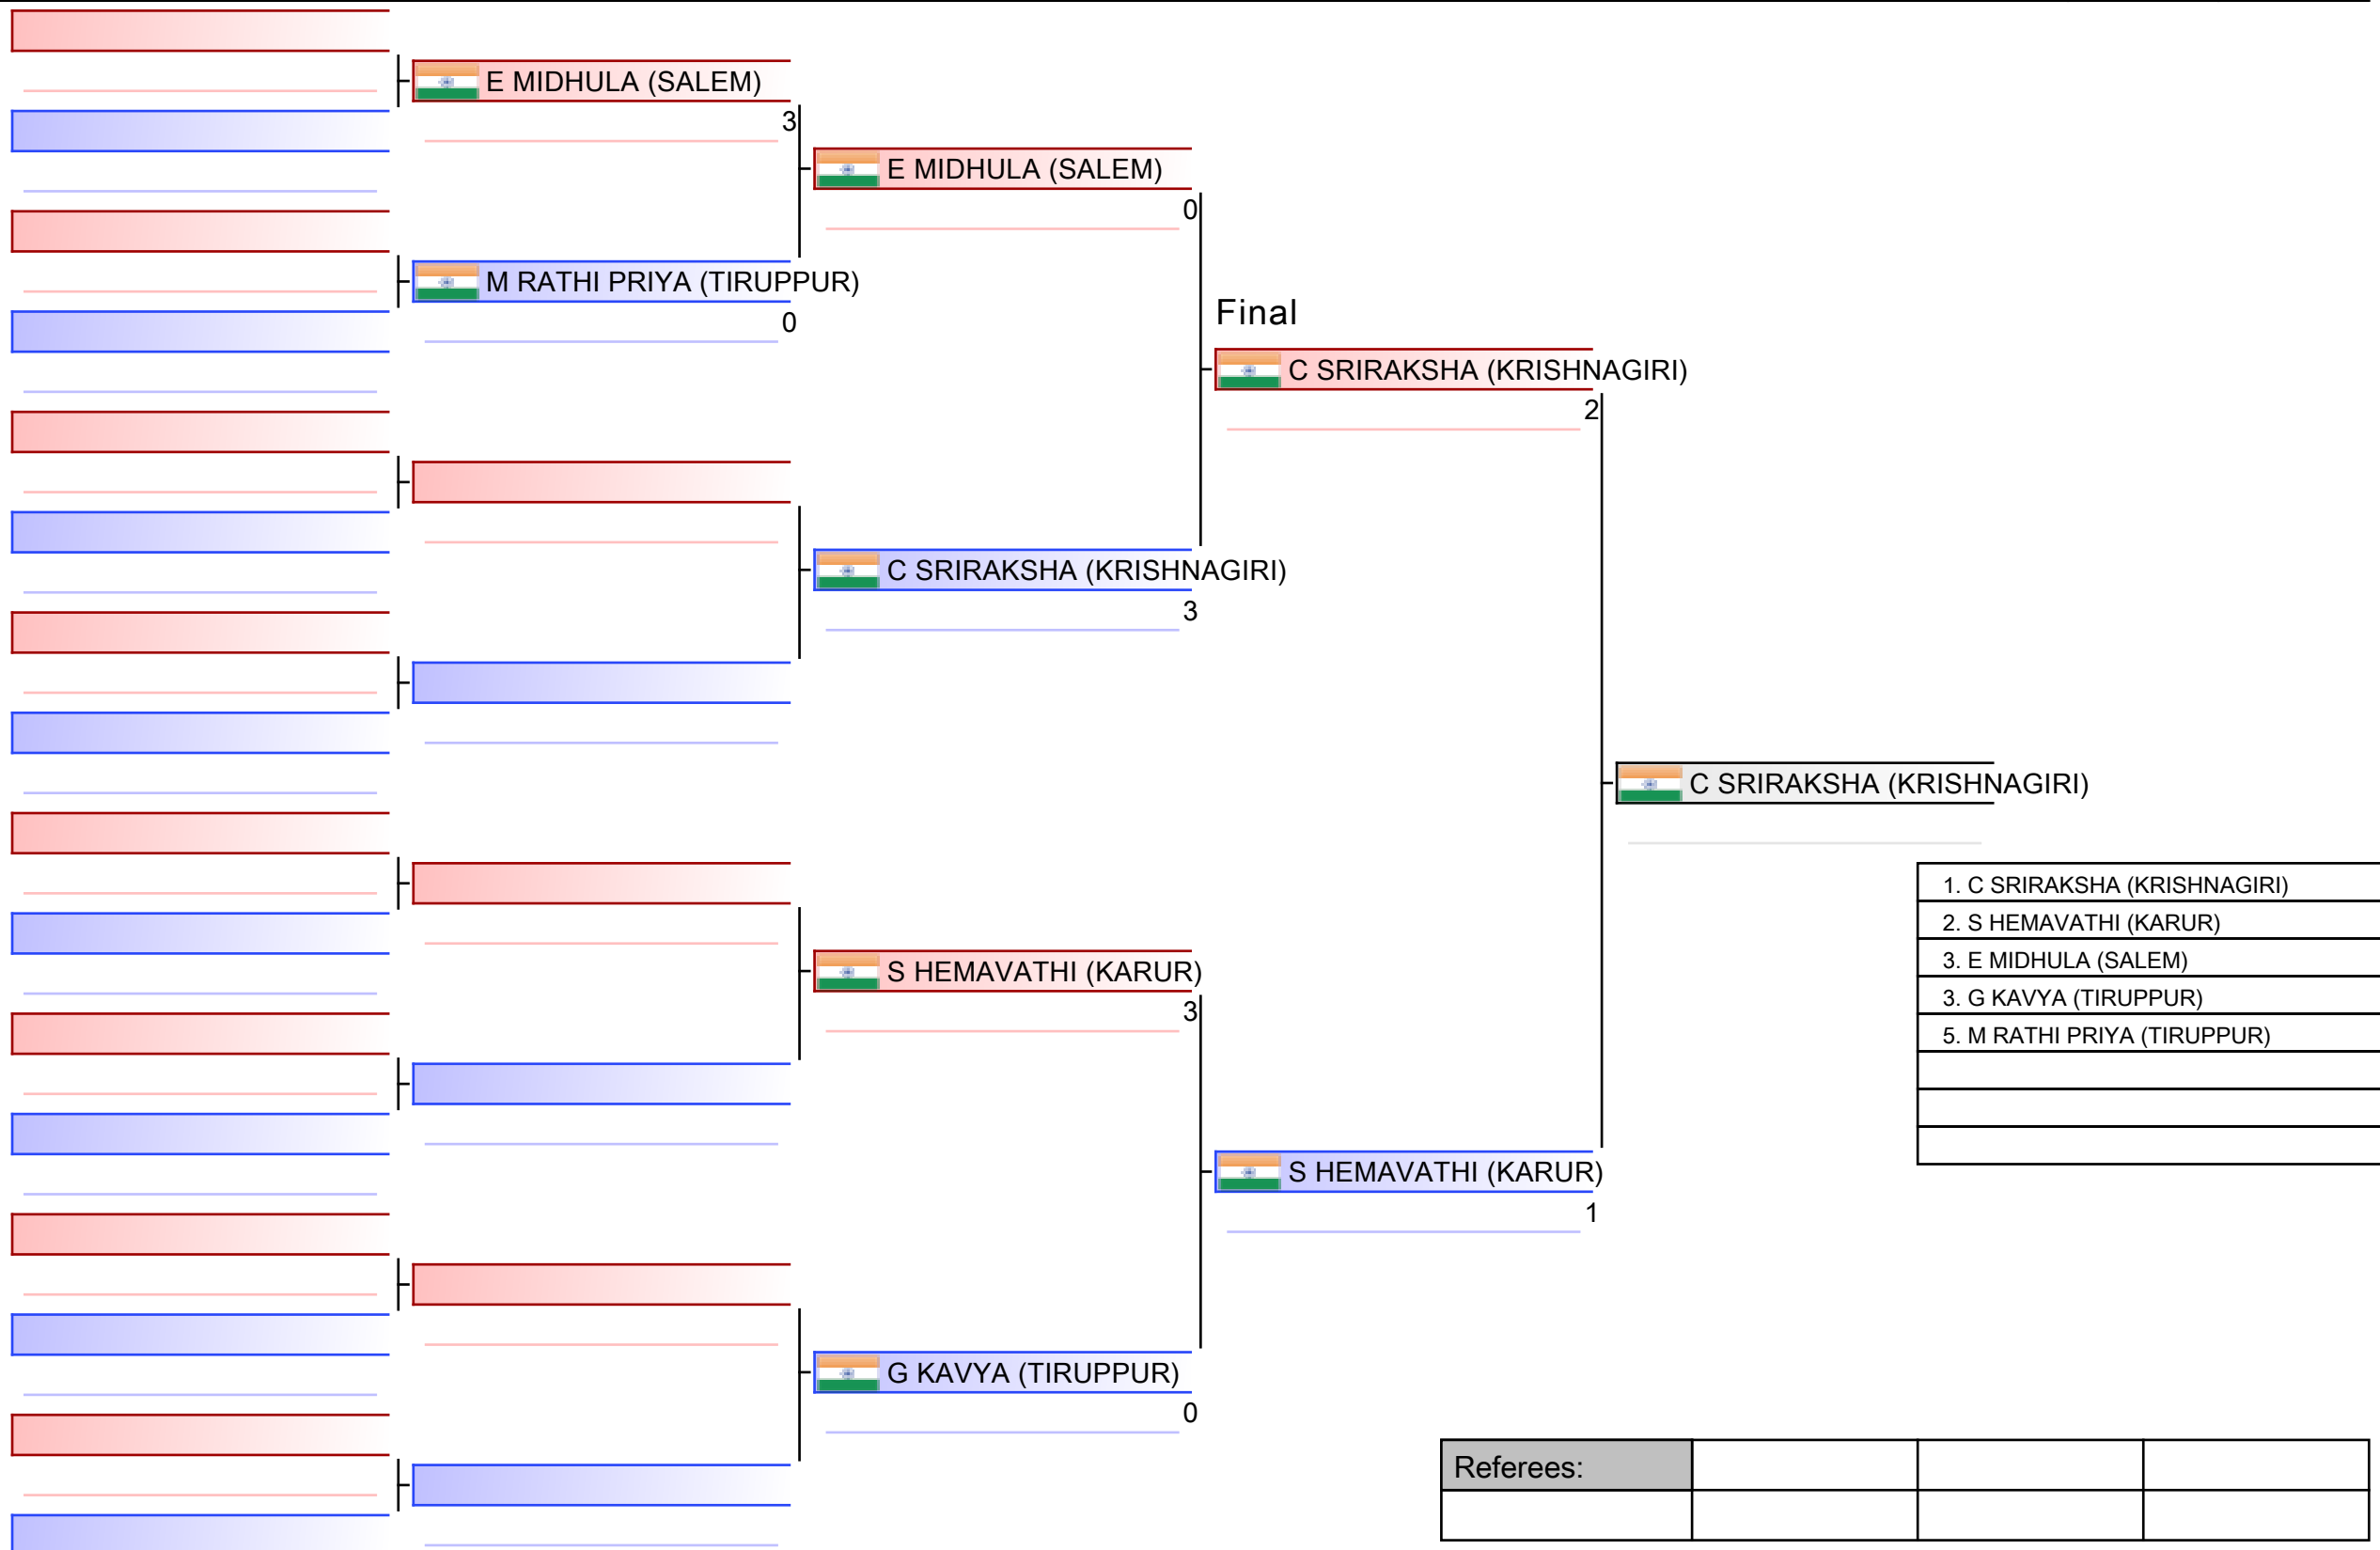 E MIDHULA (SALEM)
3
E MIDHULA (SALEM)
0
M RATHI PRIYA (TIRUPPUR)
0
Final
C SRIRAKSHA (KRISHNAGIRI)
2
C SRIRAKSHA (KRISHNAGIRI)
3
C SRIRAKSHA (KRISHNAGIRI)
1. C SRIRAKSHA (KRISHNAGIRI)
2. S HEMAVATHI (KARUR)
3. E MIDHULA (SALEM)
3. G KAVYA (TIRUPPUR)
5. M RATHI PRIYA (TIRUPPUR)
S HEMAVATHI (KARUR)
3
S HEMAVATHI (KARUR)
1
G KAVYA (TIRUPPUR)
0
Referees: